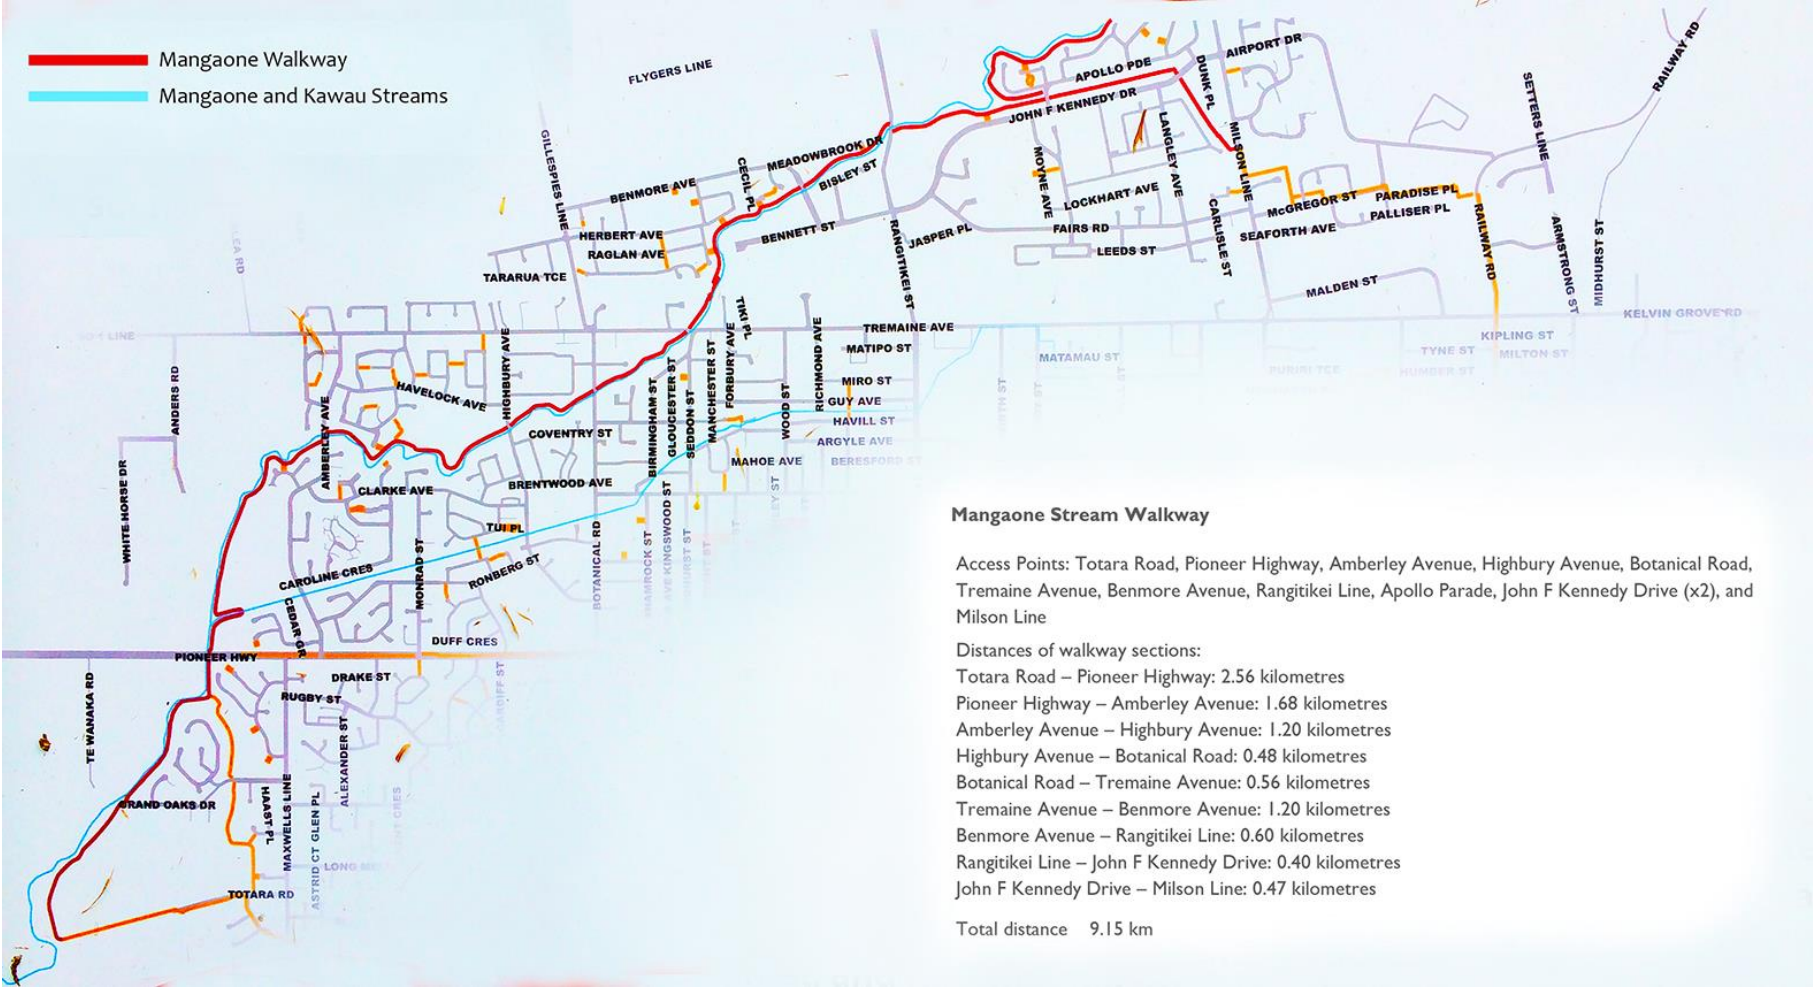 Mangaone Walkway
Mangaone and Kawau Streams
FLYGERS LINE
APOLLO PDE
AIRPORT DR
DUNK PL
RAILWAY RD
SETTERS LINE
JOHN F KENNEDY DR
GILLESPIES LINE
MEADOWBROOK DR
CECIL PL
BISLEY ST
BENMORE AVE
MOYNE AVE
LANGLEY AVE
MILSON LINE
LOCKHART AVE
McGREGOR ST
PARADISE PL
PALLISER PL
CARLISLE ST
HERBERT AVE
RAGLAN AVE
BENNETT ST
RANGITIKEI ST
JASPER PL
FAIRS RD
LEEDS ST
SEAFORTH AVE
RAILWAY RD
ARMSTRONG ST
MIDHURST ST
TARARUA TCE
MALDEN ST
LEA RD
LINE
TIKI PL
TREMAINE AVE
KELVIN GROVE RD
KIPLING ST
TYNE ST
MILTON ST
HUMBER ST
PURIRI TCE
MATAMAU ST
MATIPO ST
MIRO ST
GUY AVE
HAVILL ST
ARGYLE AVE
BERESFORD ST
ANDERS RD
HIGHBURY AVE
HAVELOCK AVE
AMBERLEY AVE
BIRMINGHAM ST
GLOUCESTER ST
SEDDON ST
MANCHESTER ST
FORBURY AVE
WOOD ST
RICHMOND AVE
COVENTRY ST
MAHOE AVE
WHITE HORSE DR
CLARKE AVE
BRENTWOOD AVE
KINGSWOOD ST
TUI PL
BOTANICAL RD
CAROLINE CRES
MONRAD ST
RONBERG ST
CEDAR GR
DUFF CRES
PIONEER HWY
DRAKE ST
CARDIFF ST
RUGBY ST
TE WANAKA RD
ALEXANDER ST
GRAND OAKS DR
HAAST PL
MAXWELLS LINE
ASTRID CT
GLEN PL
LONG
TOTARA RD
Mangaone Stream Walkway
Access Points: Totara Road, Pioneer Highway, Amberley Avenue, Highbury Avenue, Botanical Road,
Tremaine Avenue, Benmore Avenue, Rangitikei Line, Apollo Parade, John F Kennedy Drive (x2), and
Milson Line
Distances of walkway sections:
Totara Road – Pioneer Highway: 2.56 kilometres
Pioneer Highway – Amberley Avenue: 1.68 kilometres
Amberley Avenue – Highbury Avenue: 1.20 kilometres
Highbury Avenue – Botanical Road: 0.48 kilometres
Botanical Road – Tremaine Avenue: 0.56 kilometres
Tremaine Avenue – Benmore Avenue: 1.20 kilometres
Benmore Avenue – Rangitikei Line: 0.60 kilometres
Rangitikei Line – John F Kennedy Drive: 0.40 kilometres
John F Kennedy Drive – Milson Line: 0.47 kilometres
Total distance 9.15 km